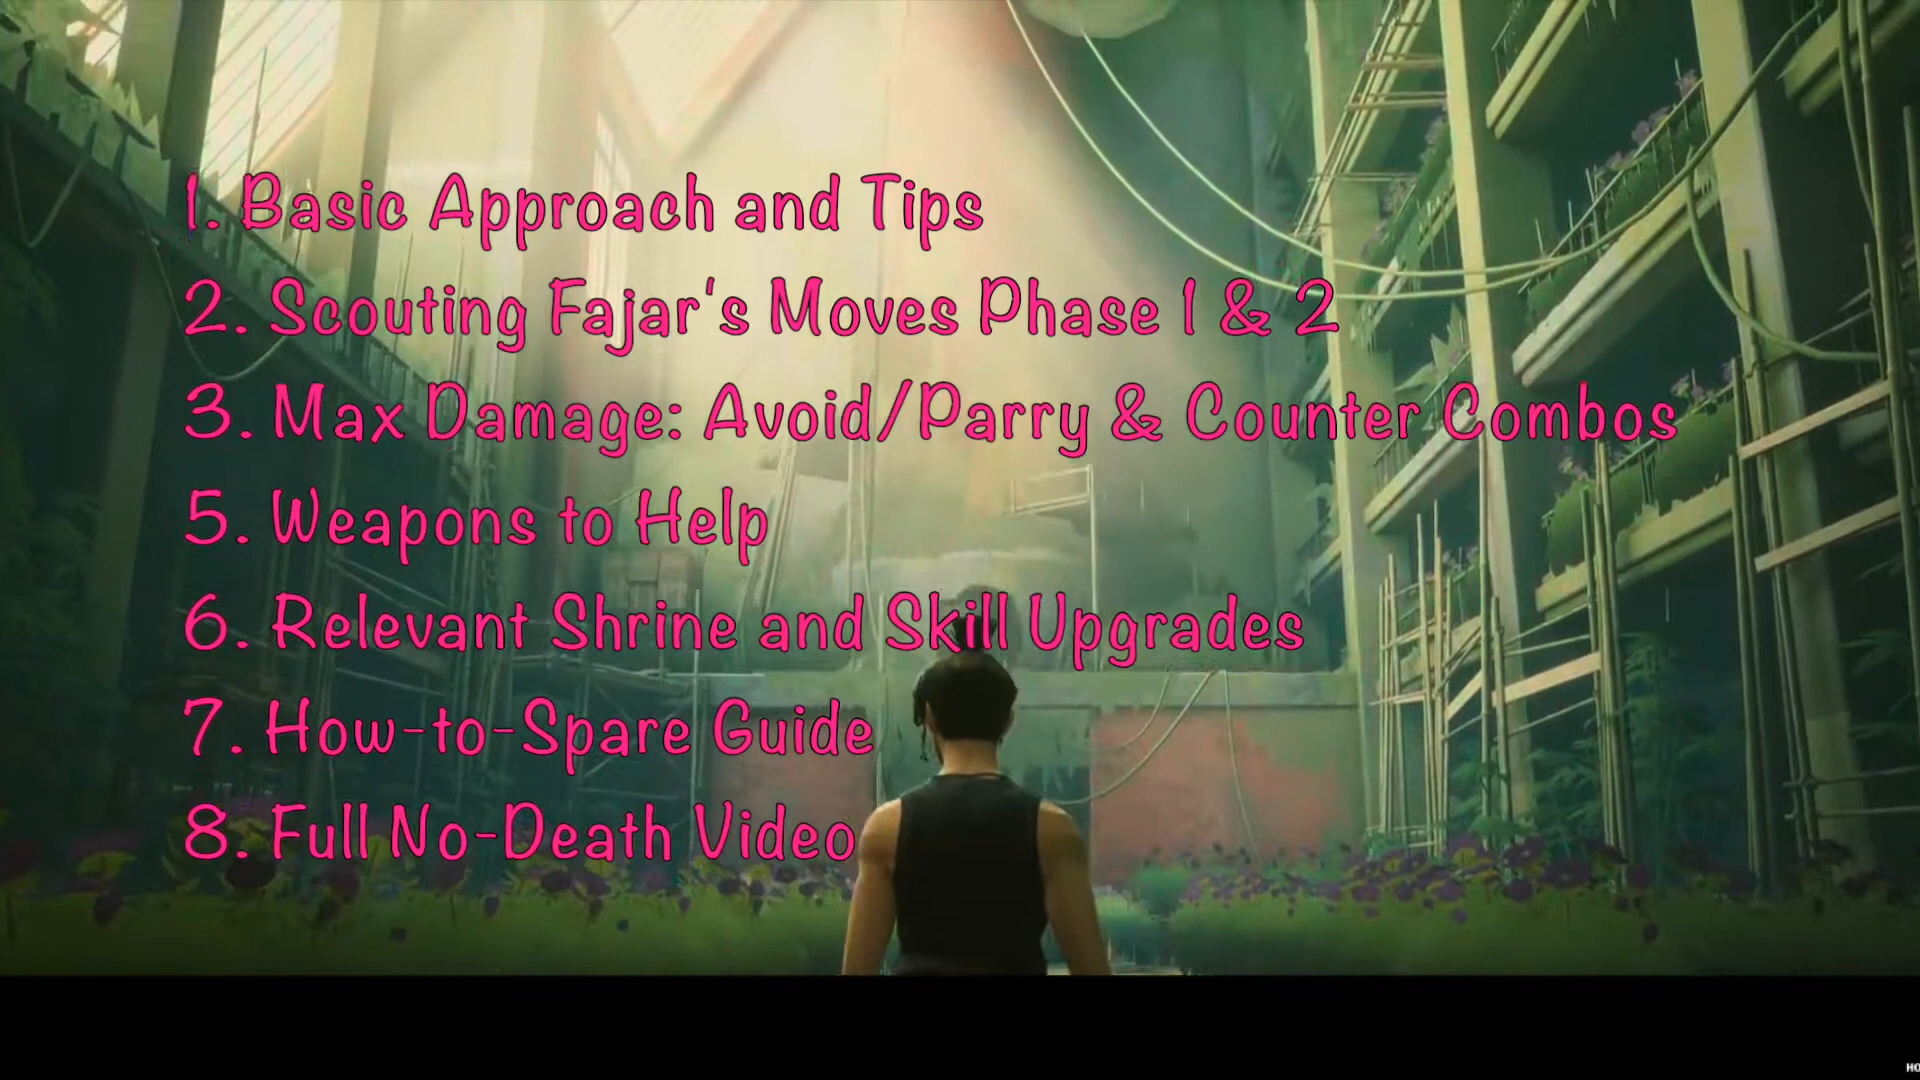 1. Basic Approach and Tips
2. Scouting Fajar's Moves Phase 1 & 2
3. Max Damage: Avoid/Parry & Counter Combos
5. Weapons to Help
6. Relevant Shrine and Skill Upgrades
7. How-to-Spare Guide
8. Full No-Death Video